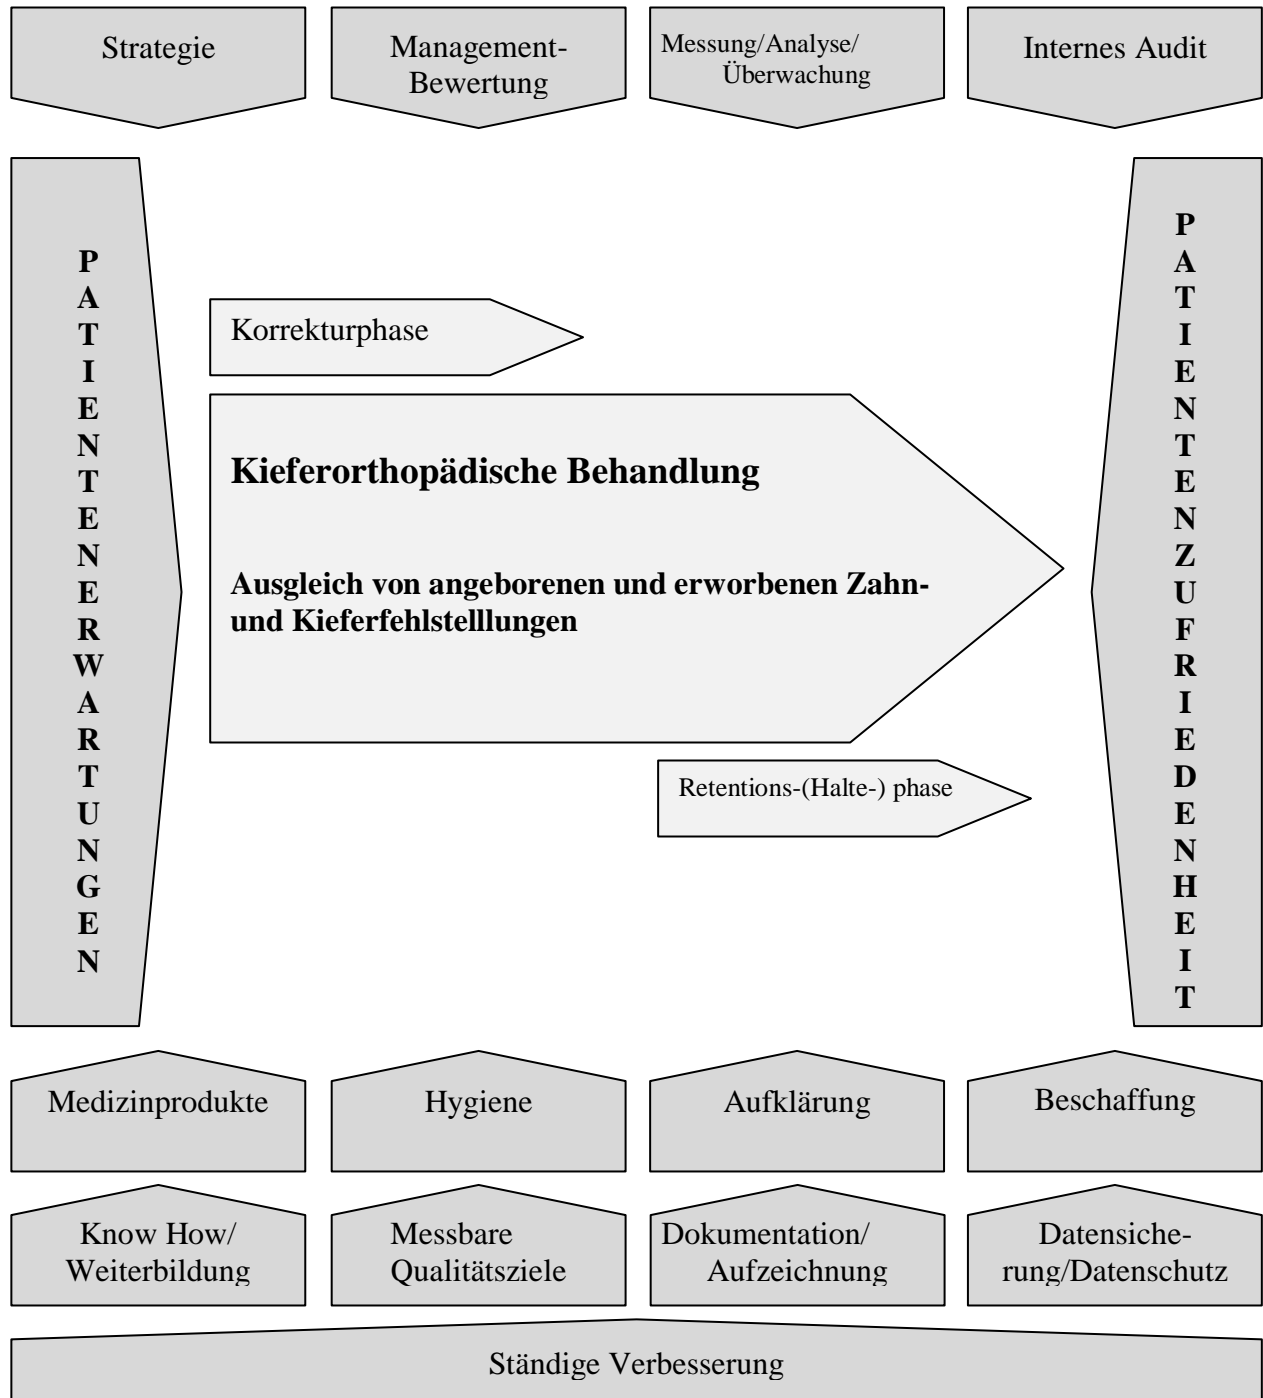 Strategie
Management-
Bewertung
Messung/Analyse/
Überwachung
Internes Audit
PATIENTENERWARTUNGEN
Korrekturphase
Kieferorthopädische Behandlung
Ausgleich von angeborenen und erworbenen Zahn-
und Kieferfehlstelllungen
Retentions-(Halte-) phase
PATIENTENZUFRIEDENHEIT
Medizinprodukte
Hygiene
Aufklärung
Beschaffung
Know How/
Weiterbildung
Messbare
Qualitätsziele
Dokumentation/
Aufzeichnung
Datensiche-
rung/Datenschutz
Ständige Verbesserung